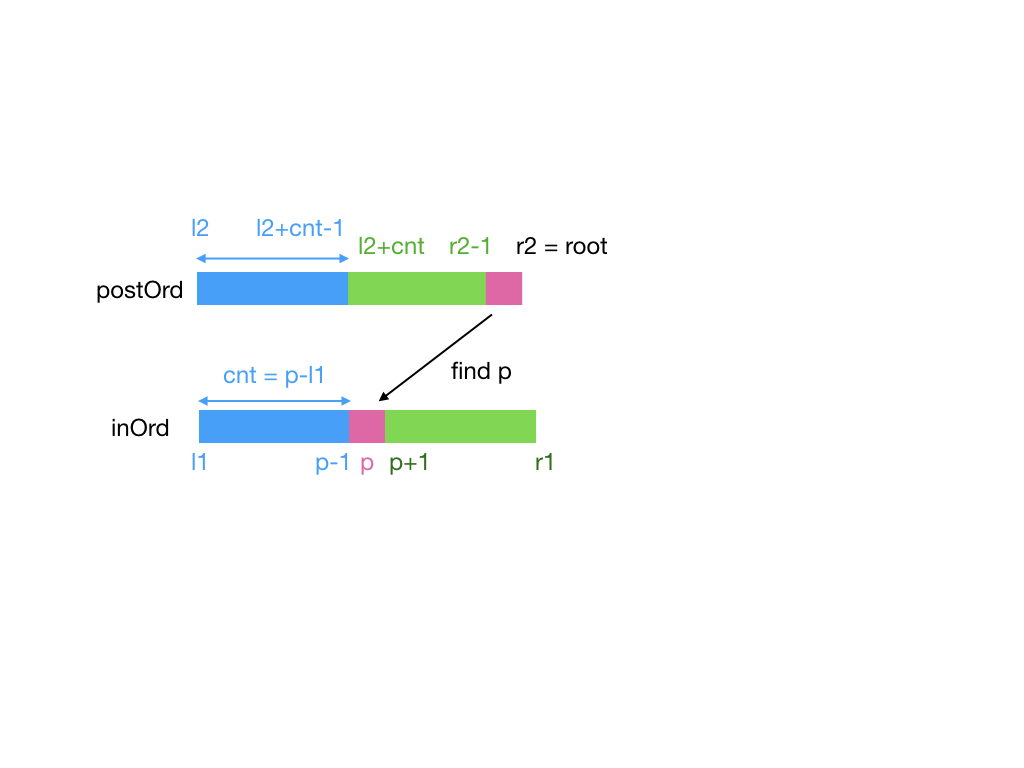 l2 l2+cnt-1
l2+cnt r2-1 r2 = root
postOrd
find p
cnt = p-l1
inOrd
l1 p-1 p p+1 r1